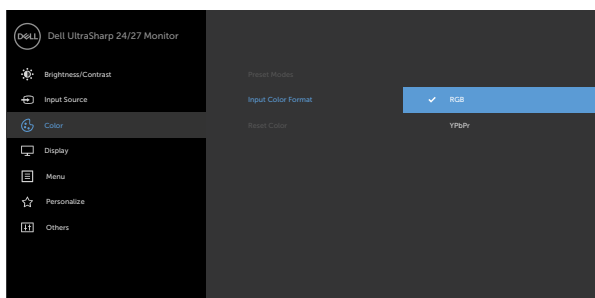 DELL Dell UltraSharp 24/27 Monitor
Brightness/Contrast Preset Modes
Input Source Input Color Format RGB
Color Reset Color YPbPr
Display
Menu
Personalize
Others